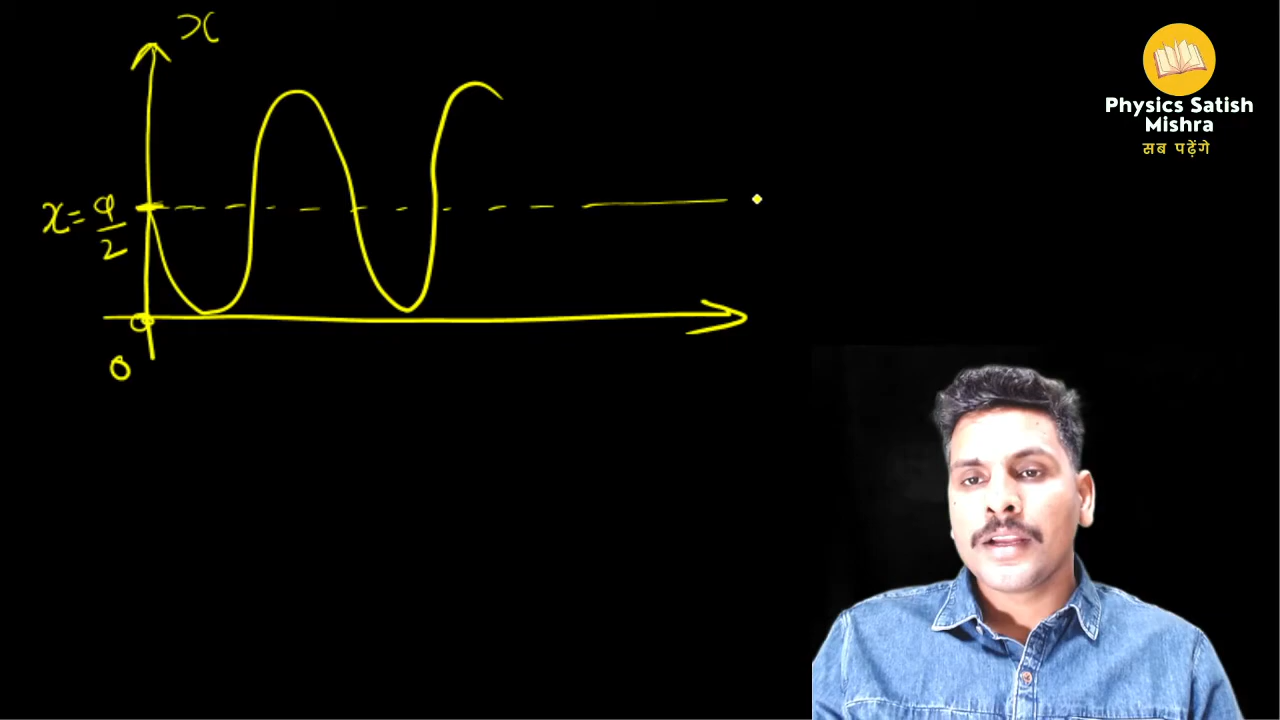 x
x = a/2
0
Physics Satish
Mishra
सब पढ़ेंगे